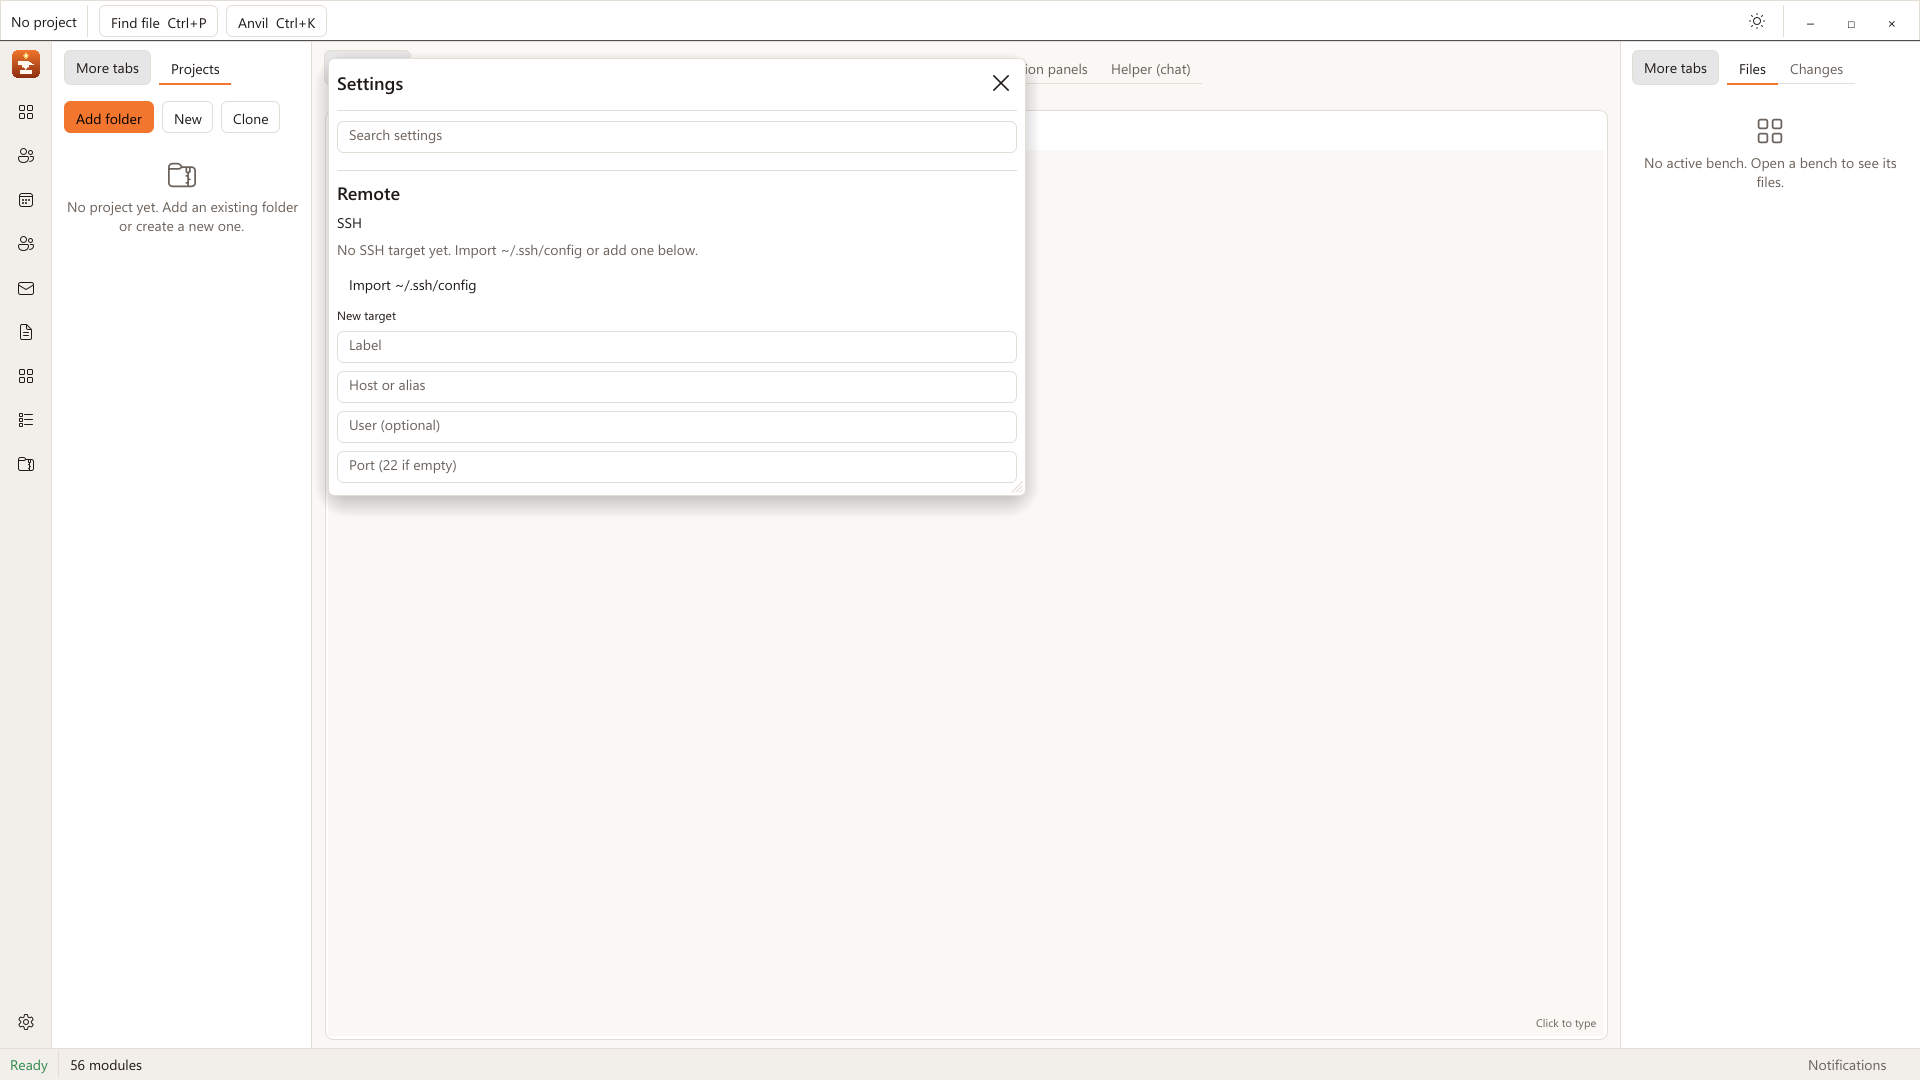 No project
Find file Ctrl+P
Anvil Ctrl+K
More tabs
Projects
Add folder
New
Clone
No project yet. Add an existing folder
or create a new one.
Settings
Search settings
Remote
SSH
No SSH target yet. Import ~/.ssh/config or add one below.
Import ~/.ssh/config
New target
Label
Host or alias
User (optional)
Port (22 if empty)
panels
Helper (chat)
Click to type
More tabs
Files
Changes
No active bench. Open a bench to see its
files.
Ready
56 modules
Notifications